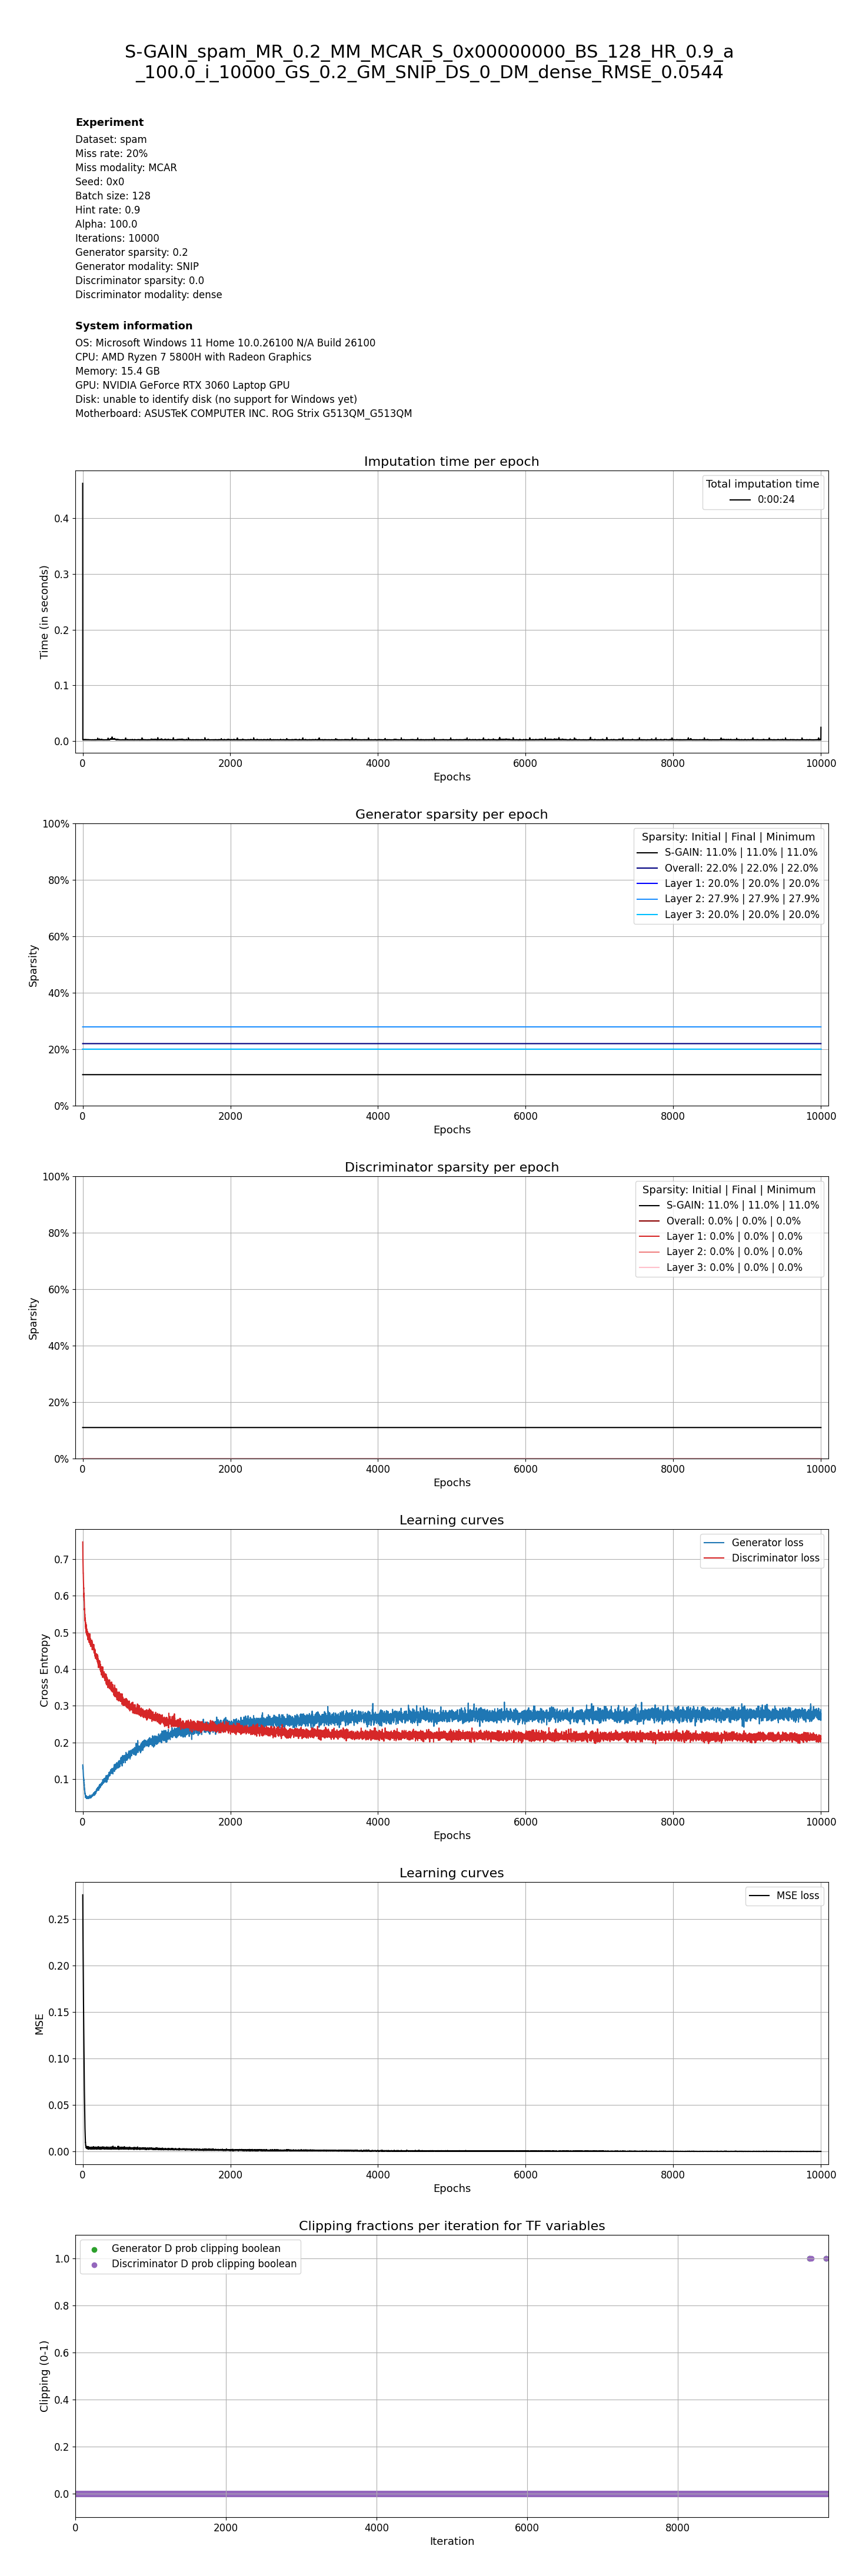 S-GAIN_spam_MR_0.2_MM_MCAR_S_0x00000000_BS_128_HR_0.9_a
_100.0_i_10000_GS_0.2_GM_SNIP_DS_0_DM_dense_RMSE_0.0544
Experiment
Dataset: spam
Miss rate: 20%
Miss modality: MCAR
Seed: 0x0
Batch size: 128
Hint rate: 0.9
Alpha: 100.0
Iterations: 10000
Generator sparsity: 0.2
Generator modality: SNIP
Discriminator sparsity: 0.0
Discriminator modality: dense
System information
OS: Microsoft Windows 11 Home 10.0.26100 N/A Build 26100
CPU: AMD Ryzen 7 5800H with Radeon Graphics
Memory: 15.4 GB
GPU: NVIDIA GeForce RTX 3060 Laptop GPU
Disk: unable to identify disk (no support for Windows yet)
Motherboard: ASUSTeK COMPUTER INC. ROG Strix G513QM_G513QM
Imputation time per epoch
Total imputation time
0:00:24
0.4
0.3
0.2
0.1
0.0
Time (in seconds)
0 2000 4000 6000 8000 10000
Epochs
Generator sparsity per epoch
Sparsity: Initial | Final | Minimum
S-GAIN: 11.0% | 11.0% | 11.0%
Overall: 22.0% | 22.0% | 22.0%
Layer 1: 20.0% | 20.0% | 20.0%
Layer 2: 27.9% | 27.9% | 27.9%
Layer 3: 20.0% | 20.0% | 20.0%
100%
80%
60%
40%
20%
0%
Sparsity
0 2000 4000 6000 8000 10000
Epochs
Discriminator sparsity per epoch
Sparsity: Initial | Final | Minimum
S-GAIN: 11.0% | 11.0% | 11.0%
Overall: 0.0% | 0.0% | 0.0%
Layer 1: 0.0% | 0.0% | 0.0%
Layer 2: 0.0% | 0.0% | 0.0%
Layer 3: 0.0% | 0.0% | 0.0%
100%
80%
60%
40%
20%
0%
Sparsity
0 2000 4000 6000 8000 10000
Epochs
Learning curves
Generator loss
Discriminator loss
0.7
0.6
0.5
0.4
0.3
0.2
0.1
Cross Entropy
0 2000 4000 6000 8000 10000
Epochs
Learning curves
MSE loss
0.25
0.20
0.15
0.10
0.05
0.00
MSE
0 2000 4000 6000 8000 10000
Epochs
Clipping fractions per iteration for TF variables
Generator D prob clipping boolean
Discriminator D prob clipping boolean
1.0
0.8
0.6
0.4
0.2
0.0
Clipping (0-1)
0 2000 4000 6000 8000
Iteration